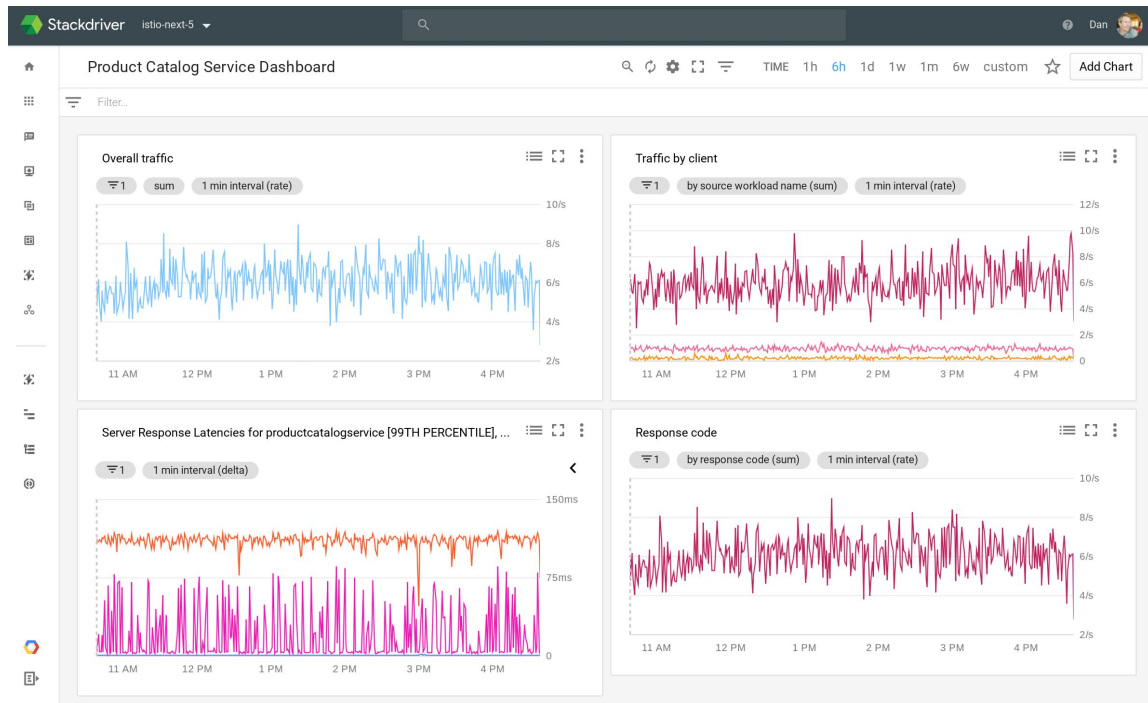 Stackdriver istio-next-5 Dan
Product Catalog Service Dashboard TIME 1h 6h 1d 1w 1m 6w custom Add Chart
Filter...
Overall traffic
1 sum 1 min interval (rate)
10/s
8/s
6/s
4/s
2/s
11 AM 12 PM 1 PM 2 PM 3 PM 4 PM
Traffic by client
1 by source workload name (sum) 1 min interval (rate)
12/s
10/s
8/s
6/s
4/s
2/s
0
11 AM 12 PM 1 PM 2 PM 3 PM 4 PM
Server Response Latencies for productcatalogservice [99TH PERCENTILE], ...
1 1 min interval (delta)
150ms
75ms
0
11 AM 12 PM 1 PM 2 PM 3 PM 4 PM
Response code
1 by response code (sum) 1 min interval (rate)
10/s
8/s
6/s
4/s
2/s
11 AM 12 PM 1 PM 2 PM 3 PM 4 PM